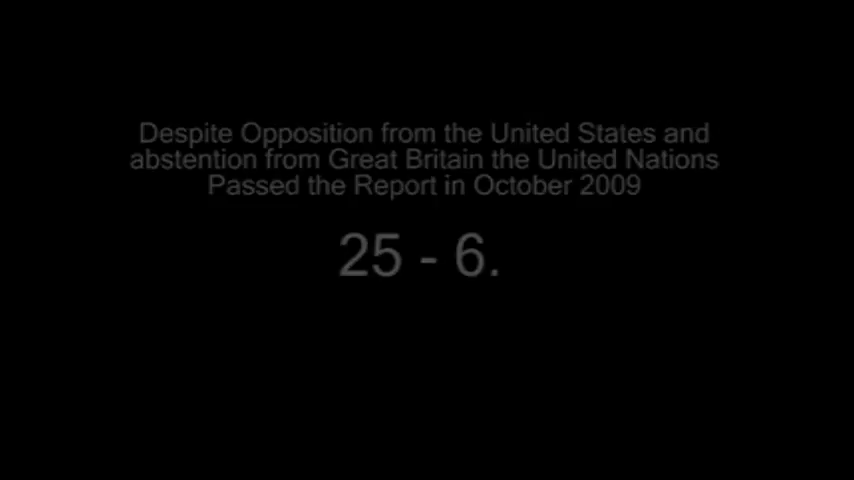 Despite Opposition from the United States and
abstention from Great Britain the United Nations
Passed the Report in October 2009
25 - 6.